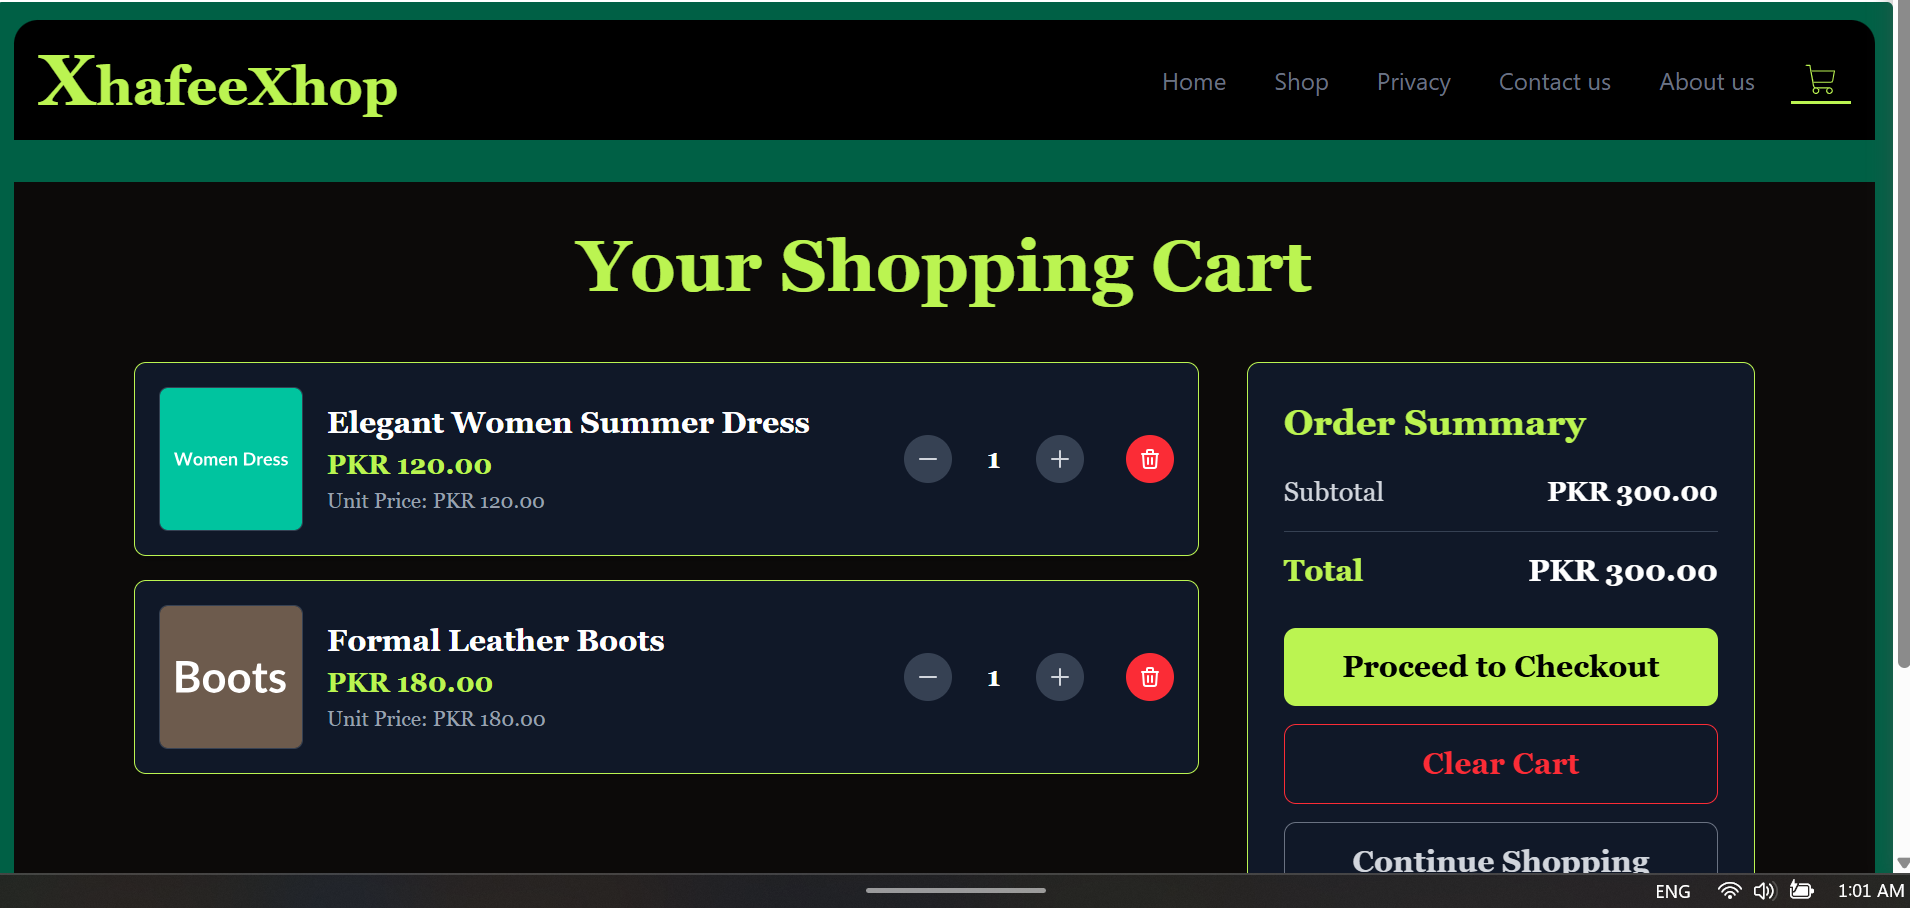 XhafeeXhop
Home
Shop
Privacy
Contact us
About us
Your Shopping Cart
Women Dress
Elegant Women Summer Dress
PKR 120.00
Unit Price: PKR 120.00
1
Boots
Formal Leather Boots
PKR 180.00
Unit Price: PKR 180.00
1
Order Summary
Subtotal PKR 300.00
Total PKR 300.00
Proceed to Checkout
Clear Cart
Continue Shopping
ENG
1:01 AM